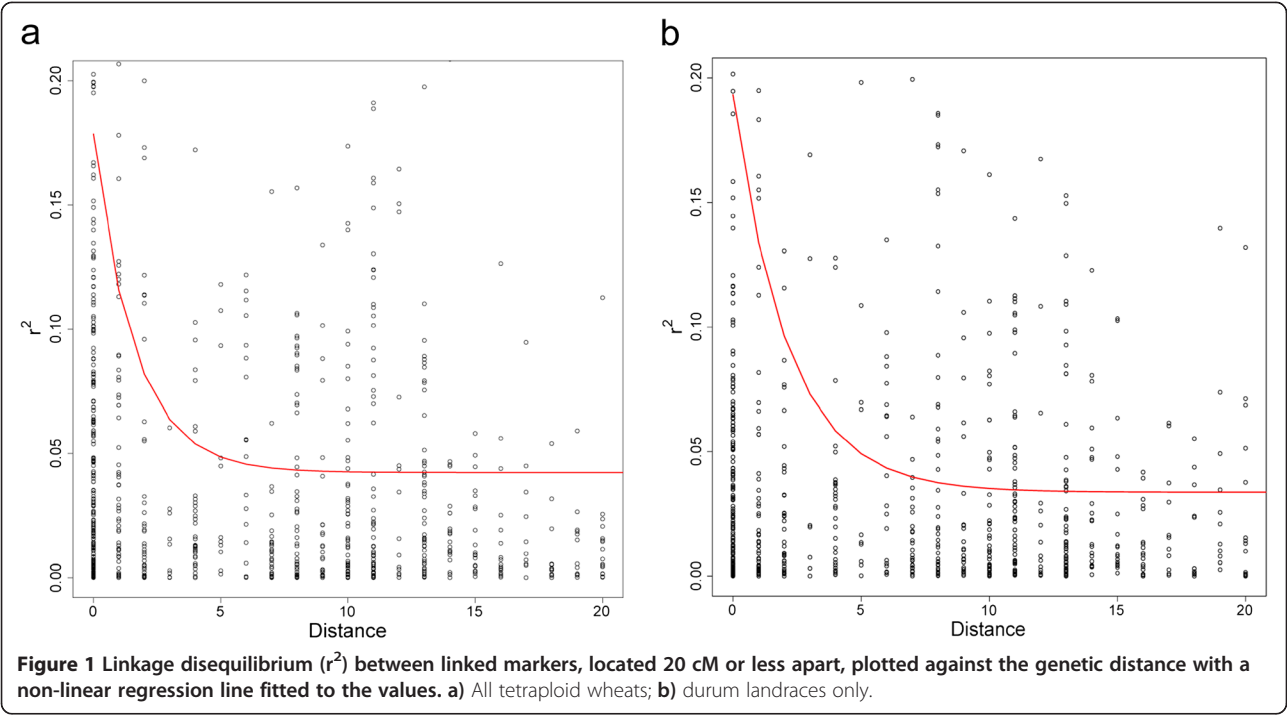 a
b
0.20
0.15
0.10
0.05
0.00
r²
0
5
10
15
20
Distance
0.20
0.15
0.10
0.05
0.00
r²
0
5
10
15
20
Distance
Figure 1 Linkage disequilibrium (r²) between linked markers, located 20 cM or less apart, plotted against the genetic distance with a
non-linear regression line fitted to the values. a) All tetraploid wheats; b) durum landraces only.